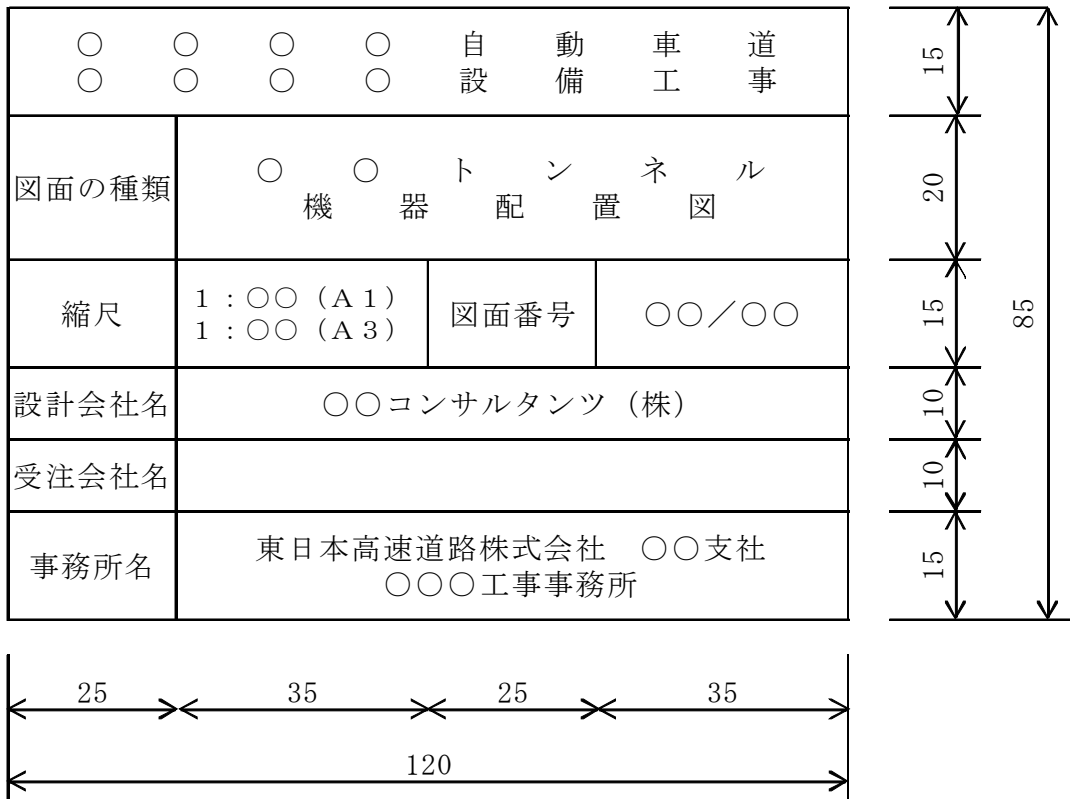 ○ ○ ○ ○ 自 動 車 道
○ ○ ○ ○ 設 備 工 事
図面の種類
○ ○ ト ン ネ ル
機 器 配 置 図
縮尺
1：○○（A1）
1：○○（A3）
図面番号
○○／○○
設計会社名
○○コンサルタンツ（株）
受注会社名
事務所名
東日本高速道路株式会社　○○支社
○○○工事事務所
15
20
15
10
10
15
85
25
35
25
35
120